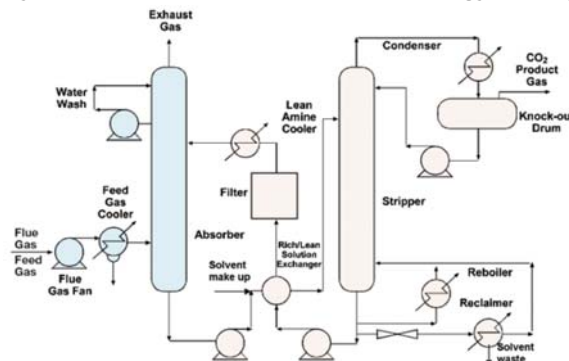 Exhaust
Gas
Condenser
CO₂
Product
Gas
Water
Wash
Lean
Amine
Cooler
Knock-out
Drum
Feed
Gas
Cooler
Filter
Stripper
Absorber
Flue
Gas
Feed
Gas
Flue
Gas Fan
Rich/Lean
Solution
Exchanger
Solvent
make up
Reboiler
Reclaimer
Solvent
waste